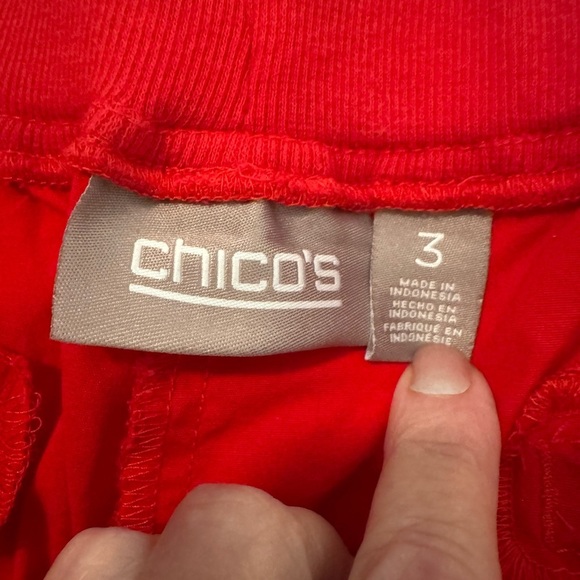 chico's
3
MADE IN
INDONESIA
HECHO EN
INDONESIA
FABRIQUÉ EN
INDONÉSIE